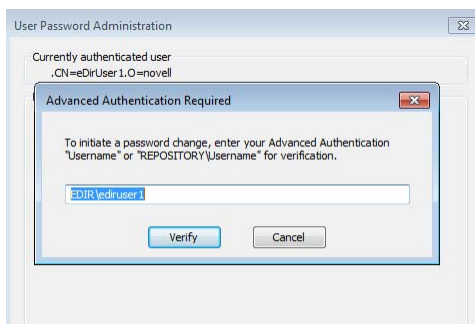 User Password Administration
Currently authenticated user
.CN=eDirUser1.O=novell
Advanced Authentication Required
To initiate a password change, enter your Advanced Authentication
"Username" or "REPOSITORY\Username" for verification.
EDIR\ediruser1
Verify
Cancel